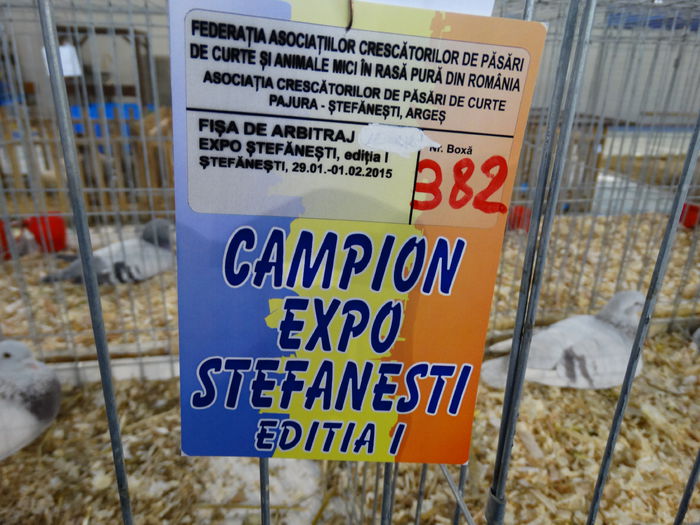 FEDERAȚIA ASOCIAȚIILOR CRESCĂTORILOR DE PĂSĂRI
DE CURTE ȘI ANIMALE MICI ÎN RASĂ PURĂ DIN ROMÂNIA
ASOCIAȚIA CRESCĂTORILOR DE PĂSĂRI DE CURTE
PAJURA - ȘTEFĂNEȘTI, ARGEȘ
FIȘA DE ARBITRAJ
EXPO ȘTEFĂNEȘTI, ediția I
ȘTEFĂNEȘTI, 29.01.-01.02.2015
Nr. Boxă
382
CAMPION
EXPO
STEFANESTI
EDITIA I